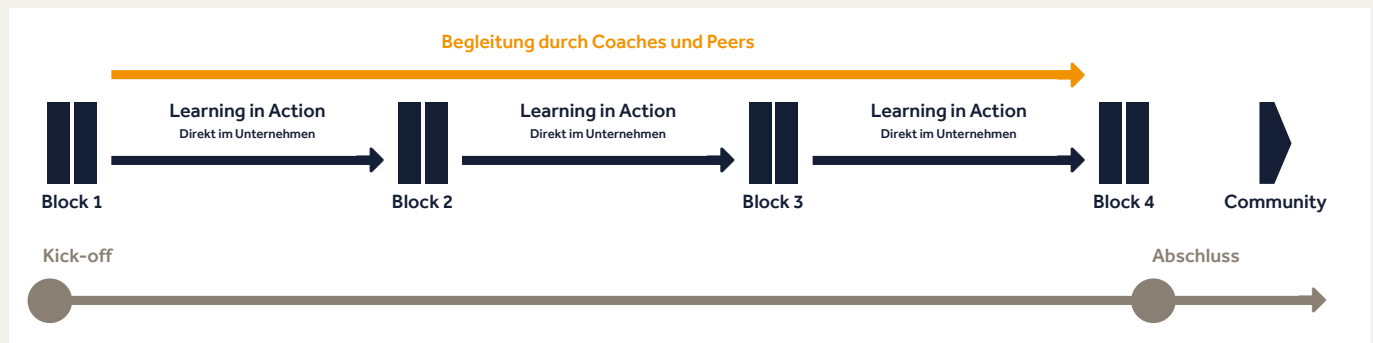 Begleitung durch Coaches und Peers
Learning in Action
Direkt im Unternehmen
Learning in Action
Direkt im Unternehmen
Learning in Action
Direkt im Unternehmen
Block 1
Block 2
Block 3
Block 4
Community
Kick-off
Abschluss